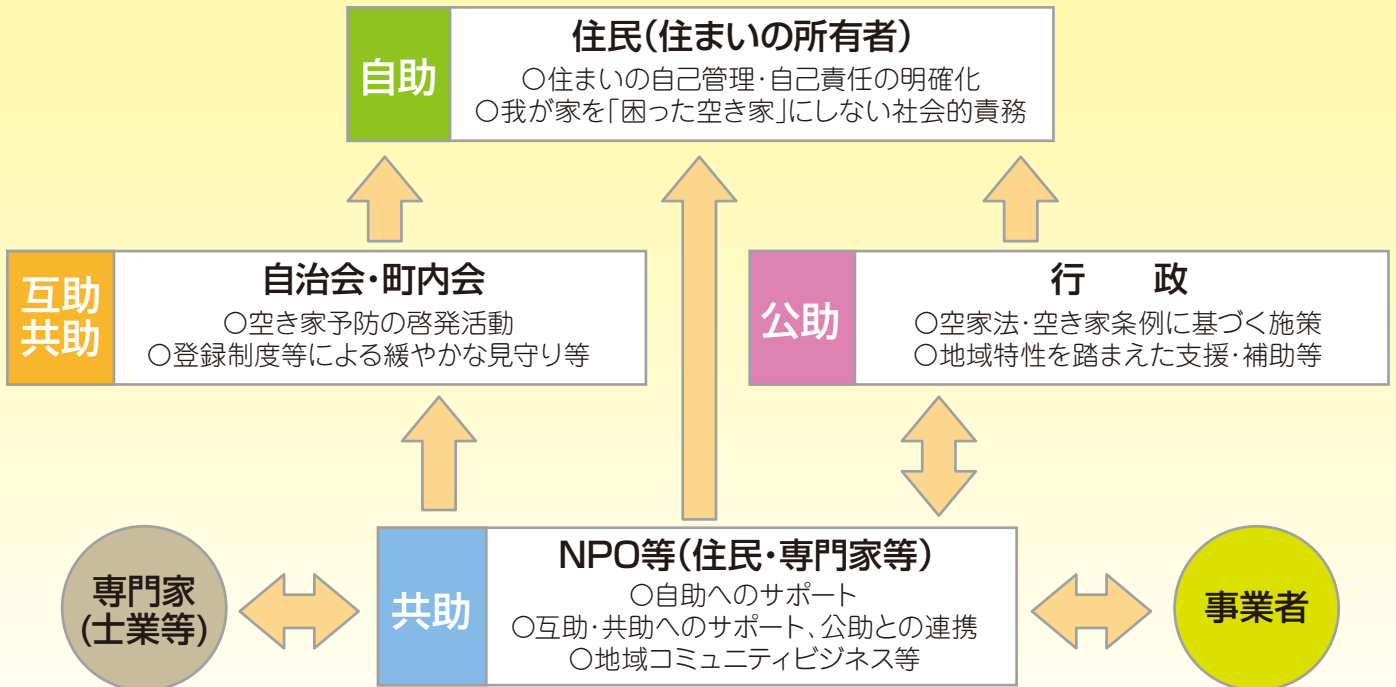 自助
住民(住まいの所有者)
○住まいの自己管理・自己責任の明確化
○我が家を「困った空き家」にしない社会的責務
互助
共助
自治会・町内会
○空き家予防の啓発活動
○登録制度等による緩やかな見守り等
公助
行　政
○空家法・空き家条例に基づく施策
○地域特性を踏まえた支援・補助等
専門家
(士業等)
共助
NPO等(住民・専門家等)
○自助へのサポート
○互助・共助へのサポート、公助との連携
○地域コミュニティビジネス等
事業者